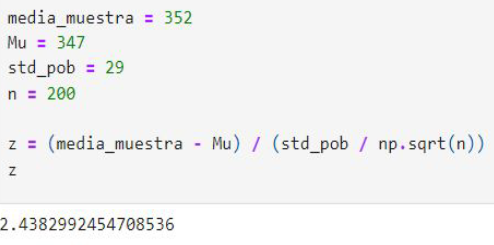 media_muestra = 352
Mu = 347
std_pob = 29
n = 200
z = (media_muestra - Mu) / (std_pob / np.sqrt(n))
z
2.4382992454708536